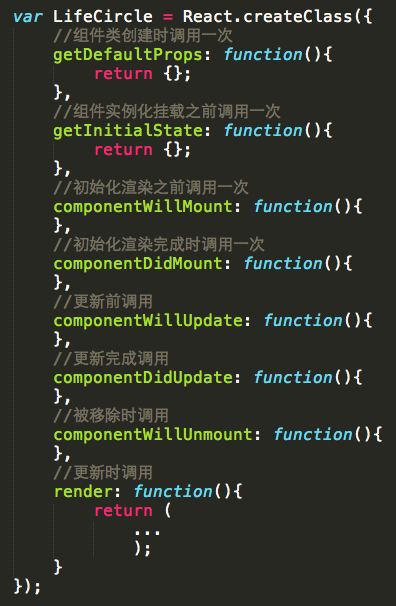 var LifeCircle = React.createClass({
    //组件类创建时调用一次
    getDefaultProps: function(){
        return {};
    },
    //组件实例化挂载之前调用一次
    getInitialState: function(){
        return {};
    },
    //初始化渲染之前调用一次
    componentWillMount: function(){
    },
    //初始化渲染完成时调用一次
    componentDidMount: function(){
    },
    //更新前调用
    componentWillUpdate: function(){
    },
    //更新完成调用
    componentDidUpdate: function(){
    },
    //被移除时调用
    componentWillUnmount: function(){
    },
    //更新时调用
    render: function(){
        return (
            ...
            );
    }
});